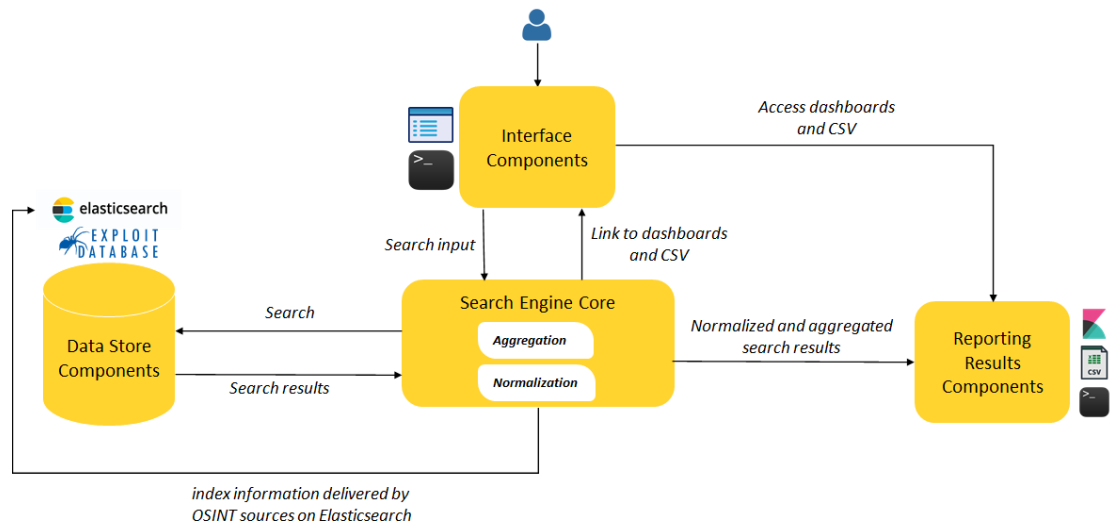 Interface
Components
>_
Access dashboards
and CSV
elasticsearch
EXPLOIT
DATABASE
Search input
Link to dashboards
and CSV
Data Store
Components
Search
Search results
Search Engine Core
Aggregation
Normalization
Normalized and aggregated
search results
Reporting
Results
Components
CSV
>_
index information delivered by
OSINT sources on Elasticsearch